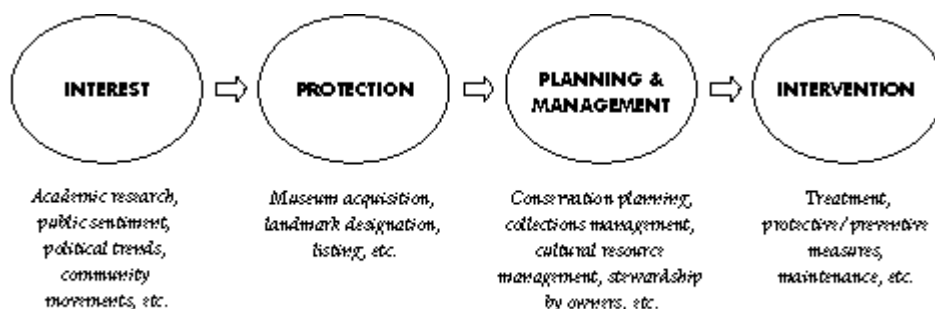 INTEREST
PROTECTION
PLANNING &
MANAGEMENT
INTERVENTION
Academic research,
public sentiment,
political trends,
community
movements, etc.
Museum acquisition,
landmark designation,
listing, etc.
Conservation planning,
collections management,
cultural resource
management, stewardship
by owners, etc.
Treatment,
protective/preventive
measures,
maintenance, etc.